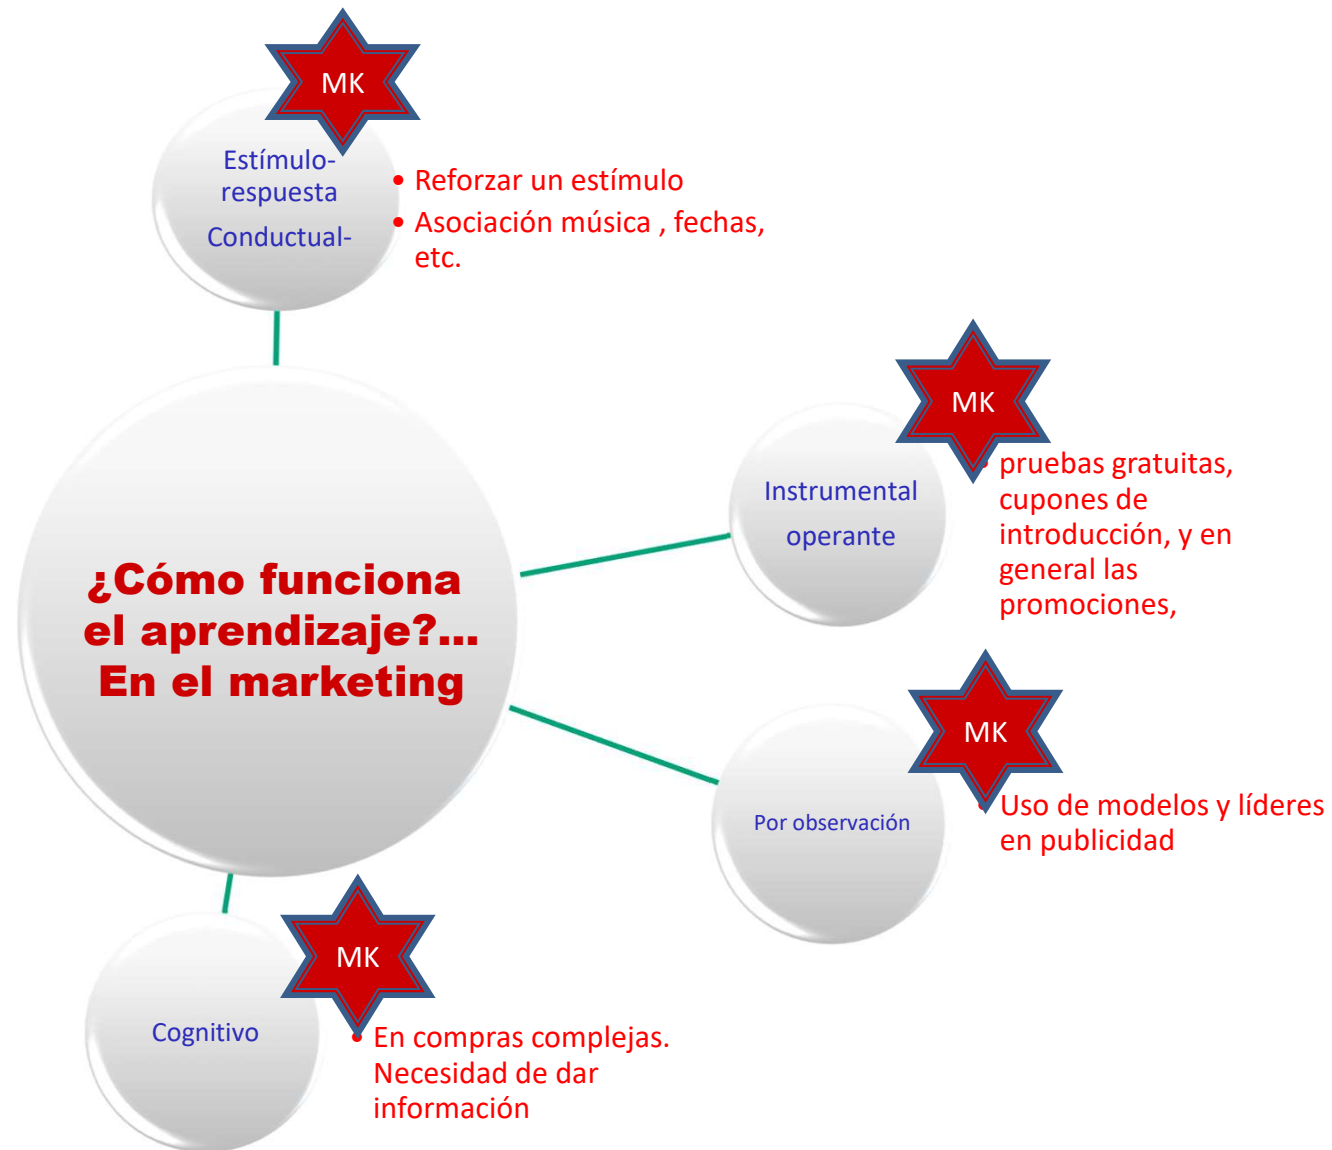 MK
Estímulo-
respuesta
Conductual-
• Reforzar un estímulo
• Asociación música , fechas,
etc.
¿Cómo funciona
el aprendizaje?...
En el marketing
MK
Instrumental
operante
• pruebas gratuitas,
cupones de
introducción, y en
general las
promociones,
MK
Por observación
• Uso de modelos y líderes
en publicidad
MK
Cognitivo
• En compras complejas.
Necesidad de dar
información